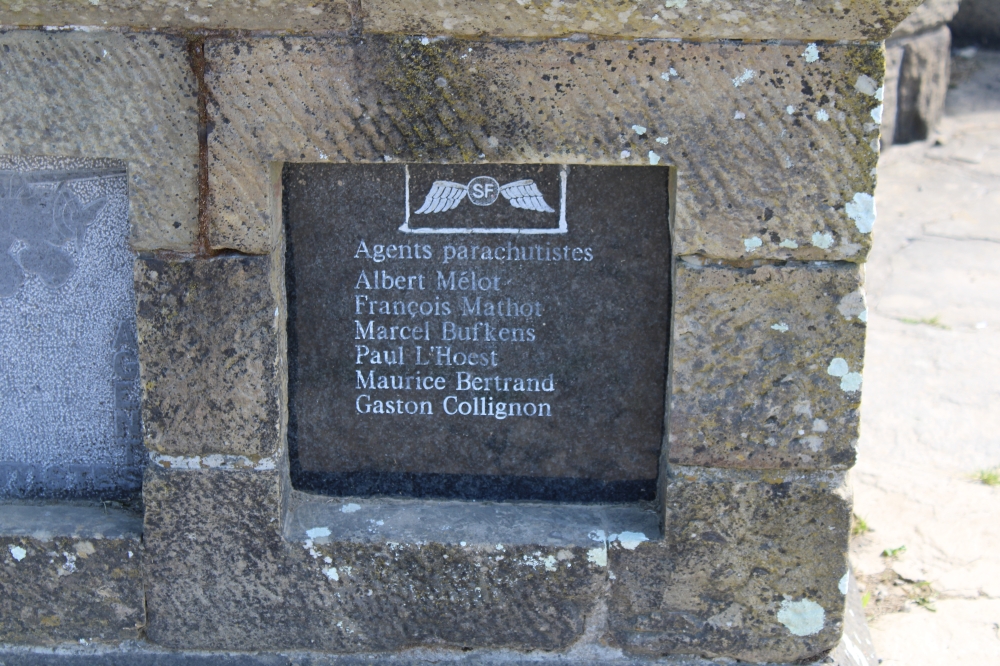 SF
Agents parachutistes
Albert Mélot
François Mathot
Marcel Bufkens
Paul L'Hoest
Maurice Bertrand
Gaston Collignon